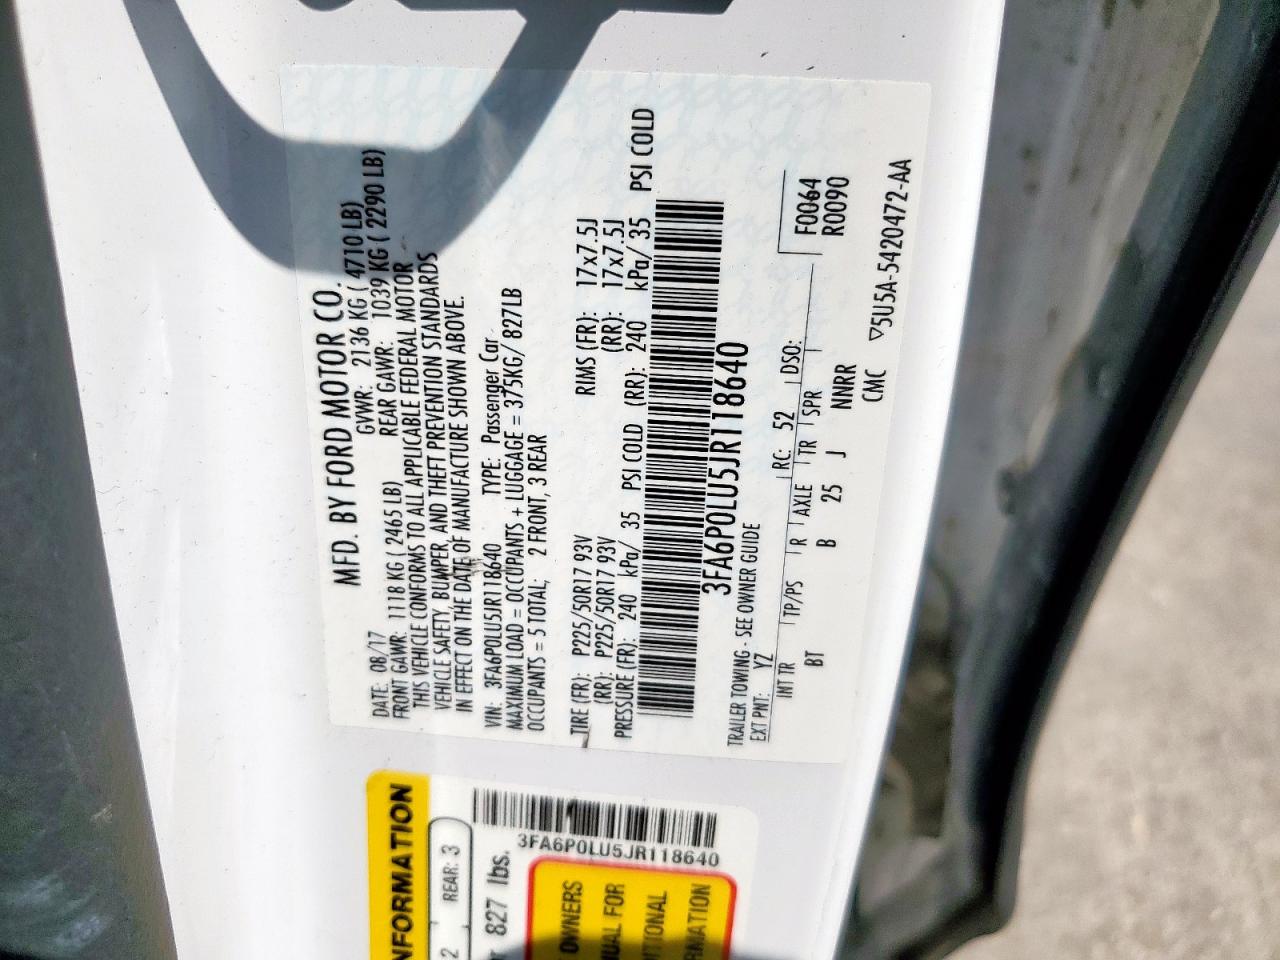 MFD. BY FORD MOTOR CO.
DATE: 08/17 GVWR: 2136 KG ( 4710 LB)
FRONT GAWR: 1118 KG ( 2465 LB) REAR GAWR: 1039 KG ( 2290 LB)
THIS VEHICLE CONFORMS TO ALL APPLICABLE FEDERAL MOTOR
VEHICLE SAFETY, BUMPER, AND THEFT PREVENTION STANDARDS
IN EFFECT ON THE DATE OF MANUFACTURE SHOWN ABOVE.
VIN: 3FA6P0LU5JR118640 TYPE: Passenger Car
MAXIMUM LOAD = OCCUPANTS + LUGGAGE = 375KG/ 827LB
OCCUPANTS = 5 TOTAL; 2 FRONT, 3 REAR
TIRE (FR): P225/50R17 93V RIMS (FR): 17x7.5J
(RR): P225/50R17 93V (RR): 17x7.5J
PRESSURE (FR): 240 kPa/ 35 PSI COLD (RR): 240 kPa/ 35 PSI COLD
3FA6P0LU5JR118640
TRAILER TOWING - SEE OWNER GUIDE
EXT PNT: YZ RC: 52 DSO:
INT TR TP/PS R AXLE TR SPR
BT B 25 J NNRR
F0064
R0090
CMC ▽5U5A-5420472-AA
NFORMATION
2 REAR: 3
827 lbs.
3FA6P0LU5JR118640
OWNERS
UAL FOR
TIONAL
RMATION